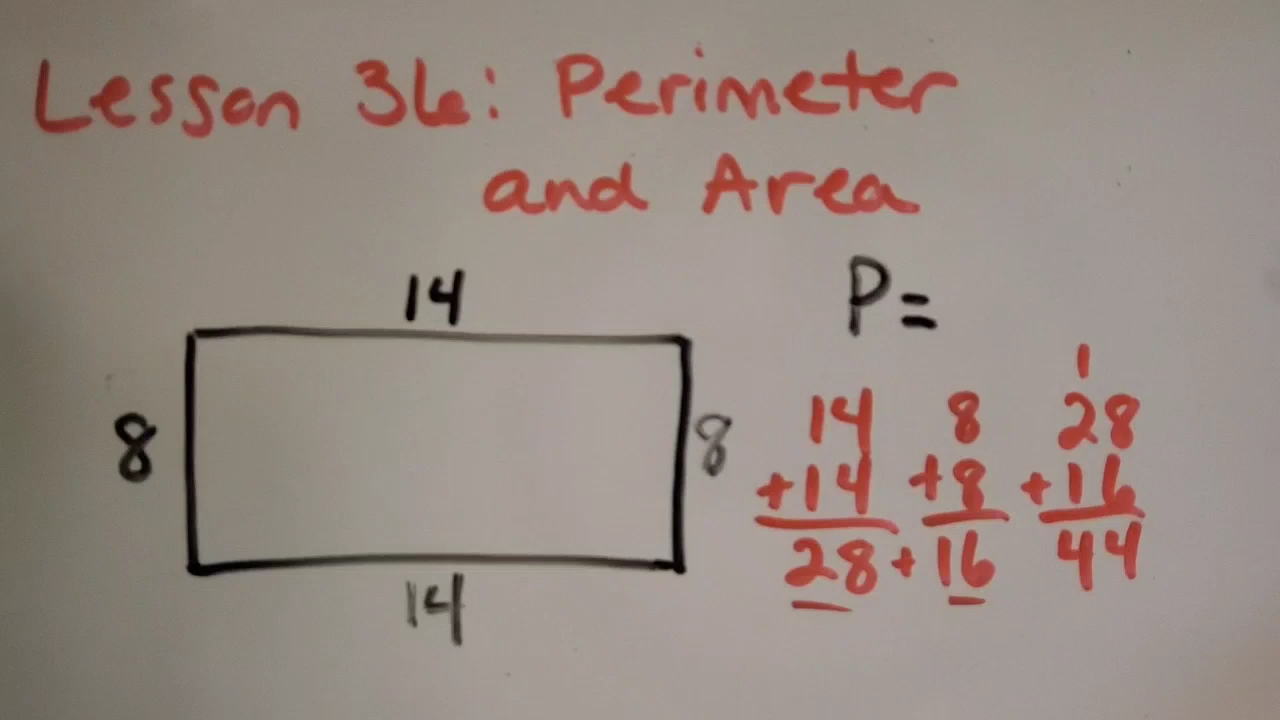 Lesson 36: Perimeter
and Area
14
P=
8
8
14
1
14 8 28
+14 +8 +16
28 + 16 44